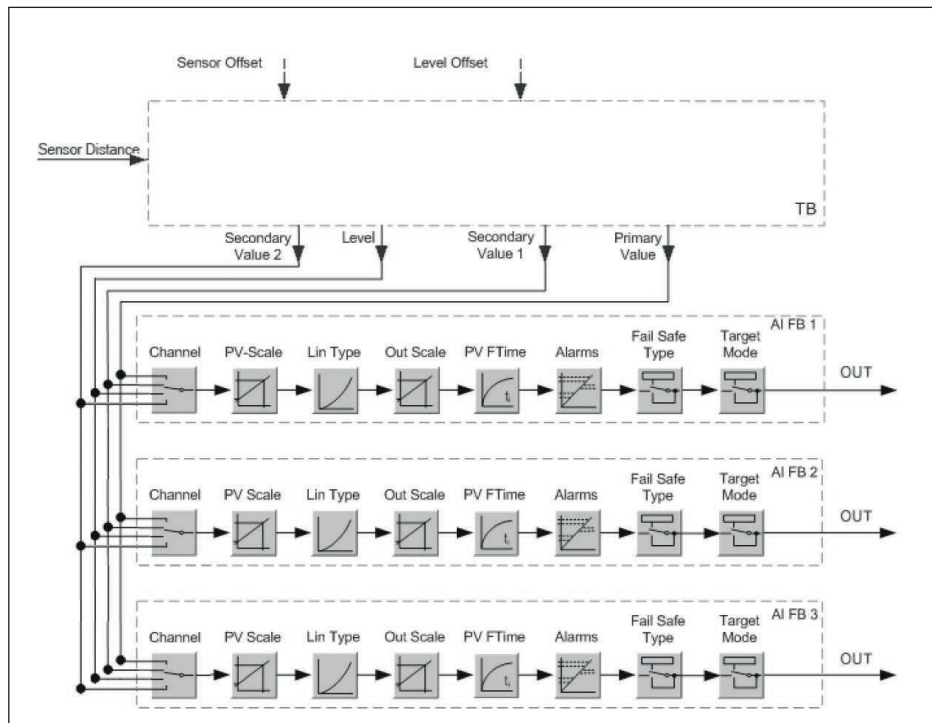 Sensor Offset
Level Offset
Sensor Distance
TB
Secondary
Value 2
Level
Secondary
Value 1
Primary
Value
AI FB 1
Channel
PV-Scale
Lin Type
Out Scale
PV FTime
Alarms
Fail Safe
Type
Target
Mode
OUT
t₁
AI FB 2
Channel
PV Scale
Lin Type
Out Scale
PV FTime
Alarms
Fail Safe
Type
Target
Mode
OUT
t₁
AI FB 3
Channel
PV Scale
Lin Type
Out Scale
PV FTime
Alarms
Fail Safe
Type
Target
Mode
OUT
t₁